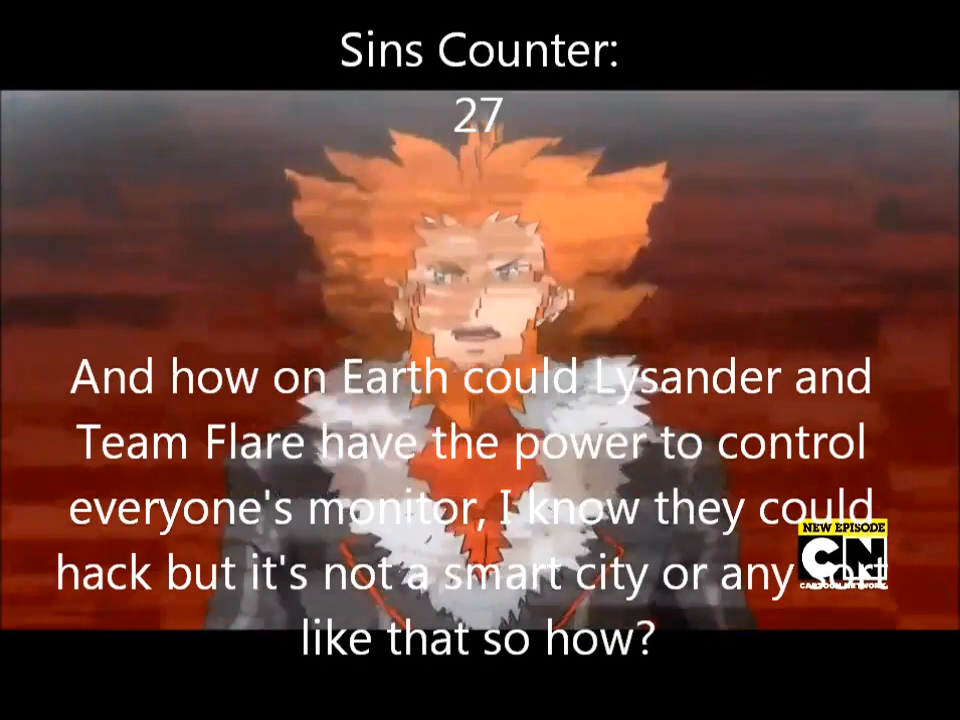 Sins Counter:
27
And how on Earth could Lysander and
Team Flare have the power to control
everyone's monitor, I know they could
NEW EPISODE
CN
CARTOON NETWORK
hack but it's not a smart city or any sort
like that so how?